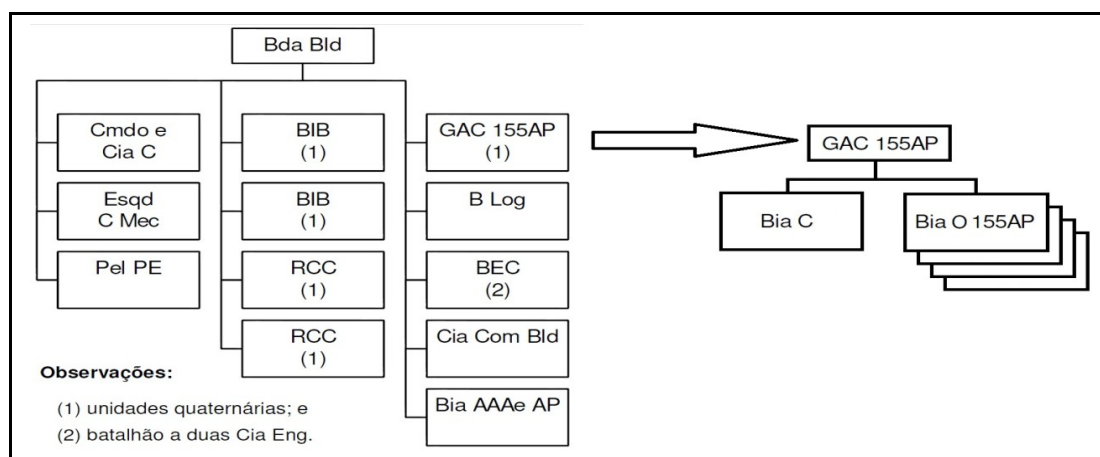 Bda Bld
Cmdo e
Cia C
Esqd
C Mec
Pel PE
BIB
(1)
BIB
(1)
RCC
(1)
RCC
(1)
GAC 155AP
(1)
B Log
BEC
(2)
Cia Com Bld
Bia AAAe AP
Observações:
(1) unidades quaternárias; e
(2) batalhão a duas Cia Eng.
GAC 155AP
Bia C
Bia O 155AP